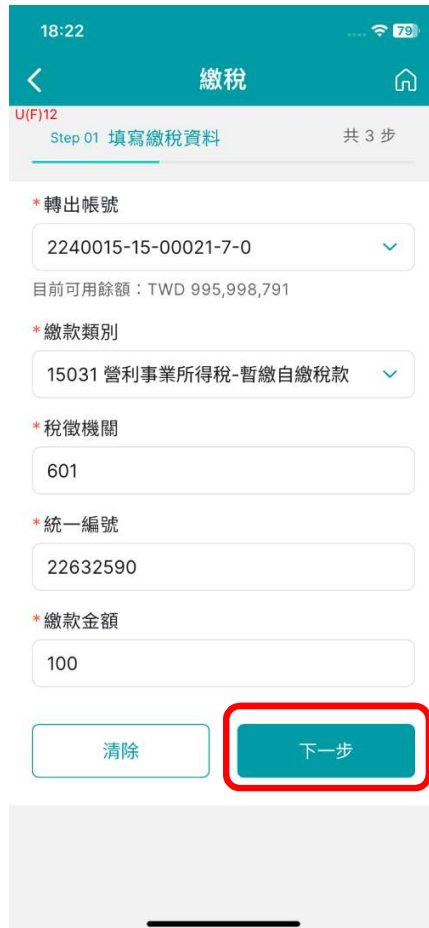 18:22
79
繳稅
U(F)12
Step 01 填寫繳稅資料
共 3 步
*轉出帳號
2240015-15-00021-7-0
目前可用餘額：TWD 995,998,791
*繳款類別
15031 營利事業所得稅-暫繳自繳稅款
*稅徵機關
601
*統一編號
22632590
*繳款金額
100
清除
下一步